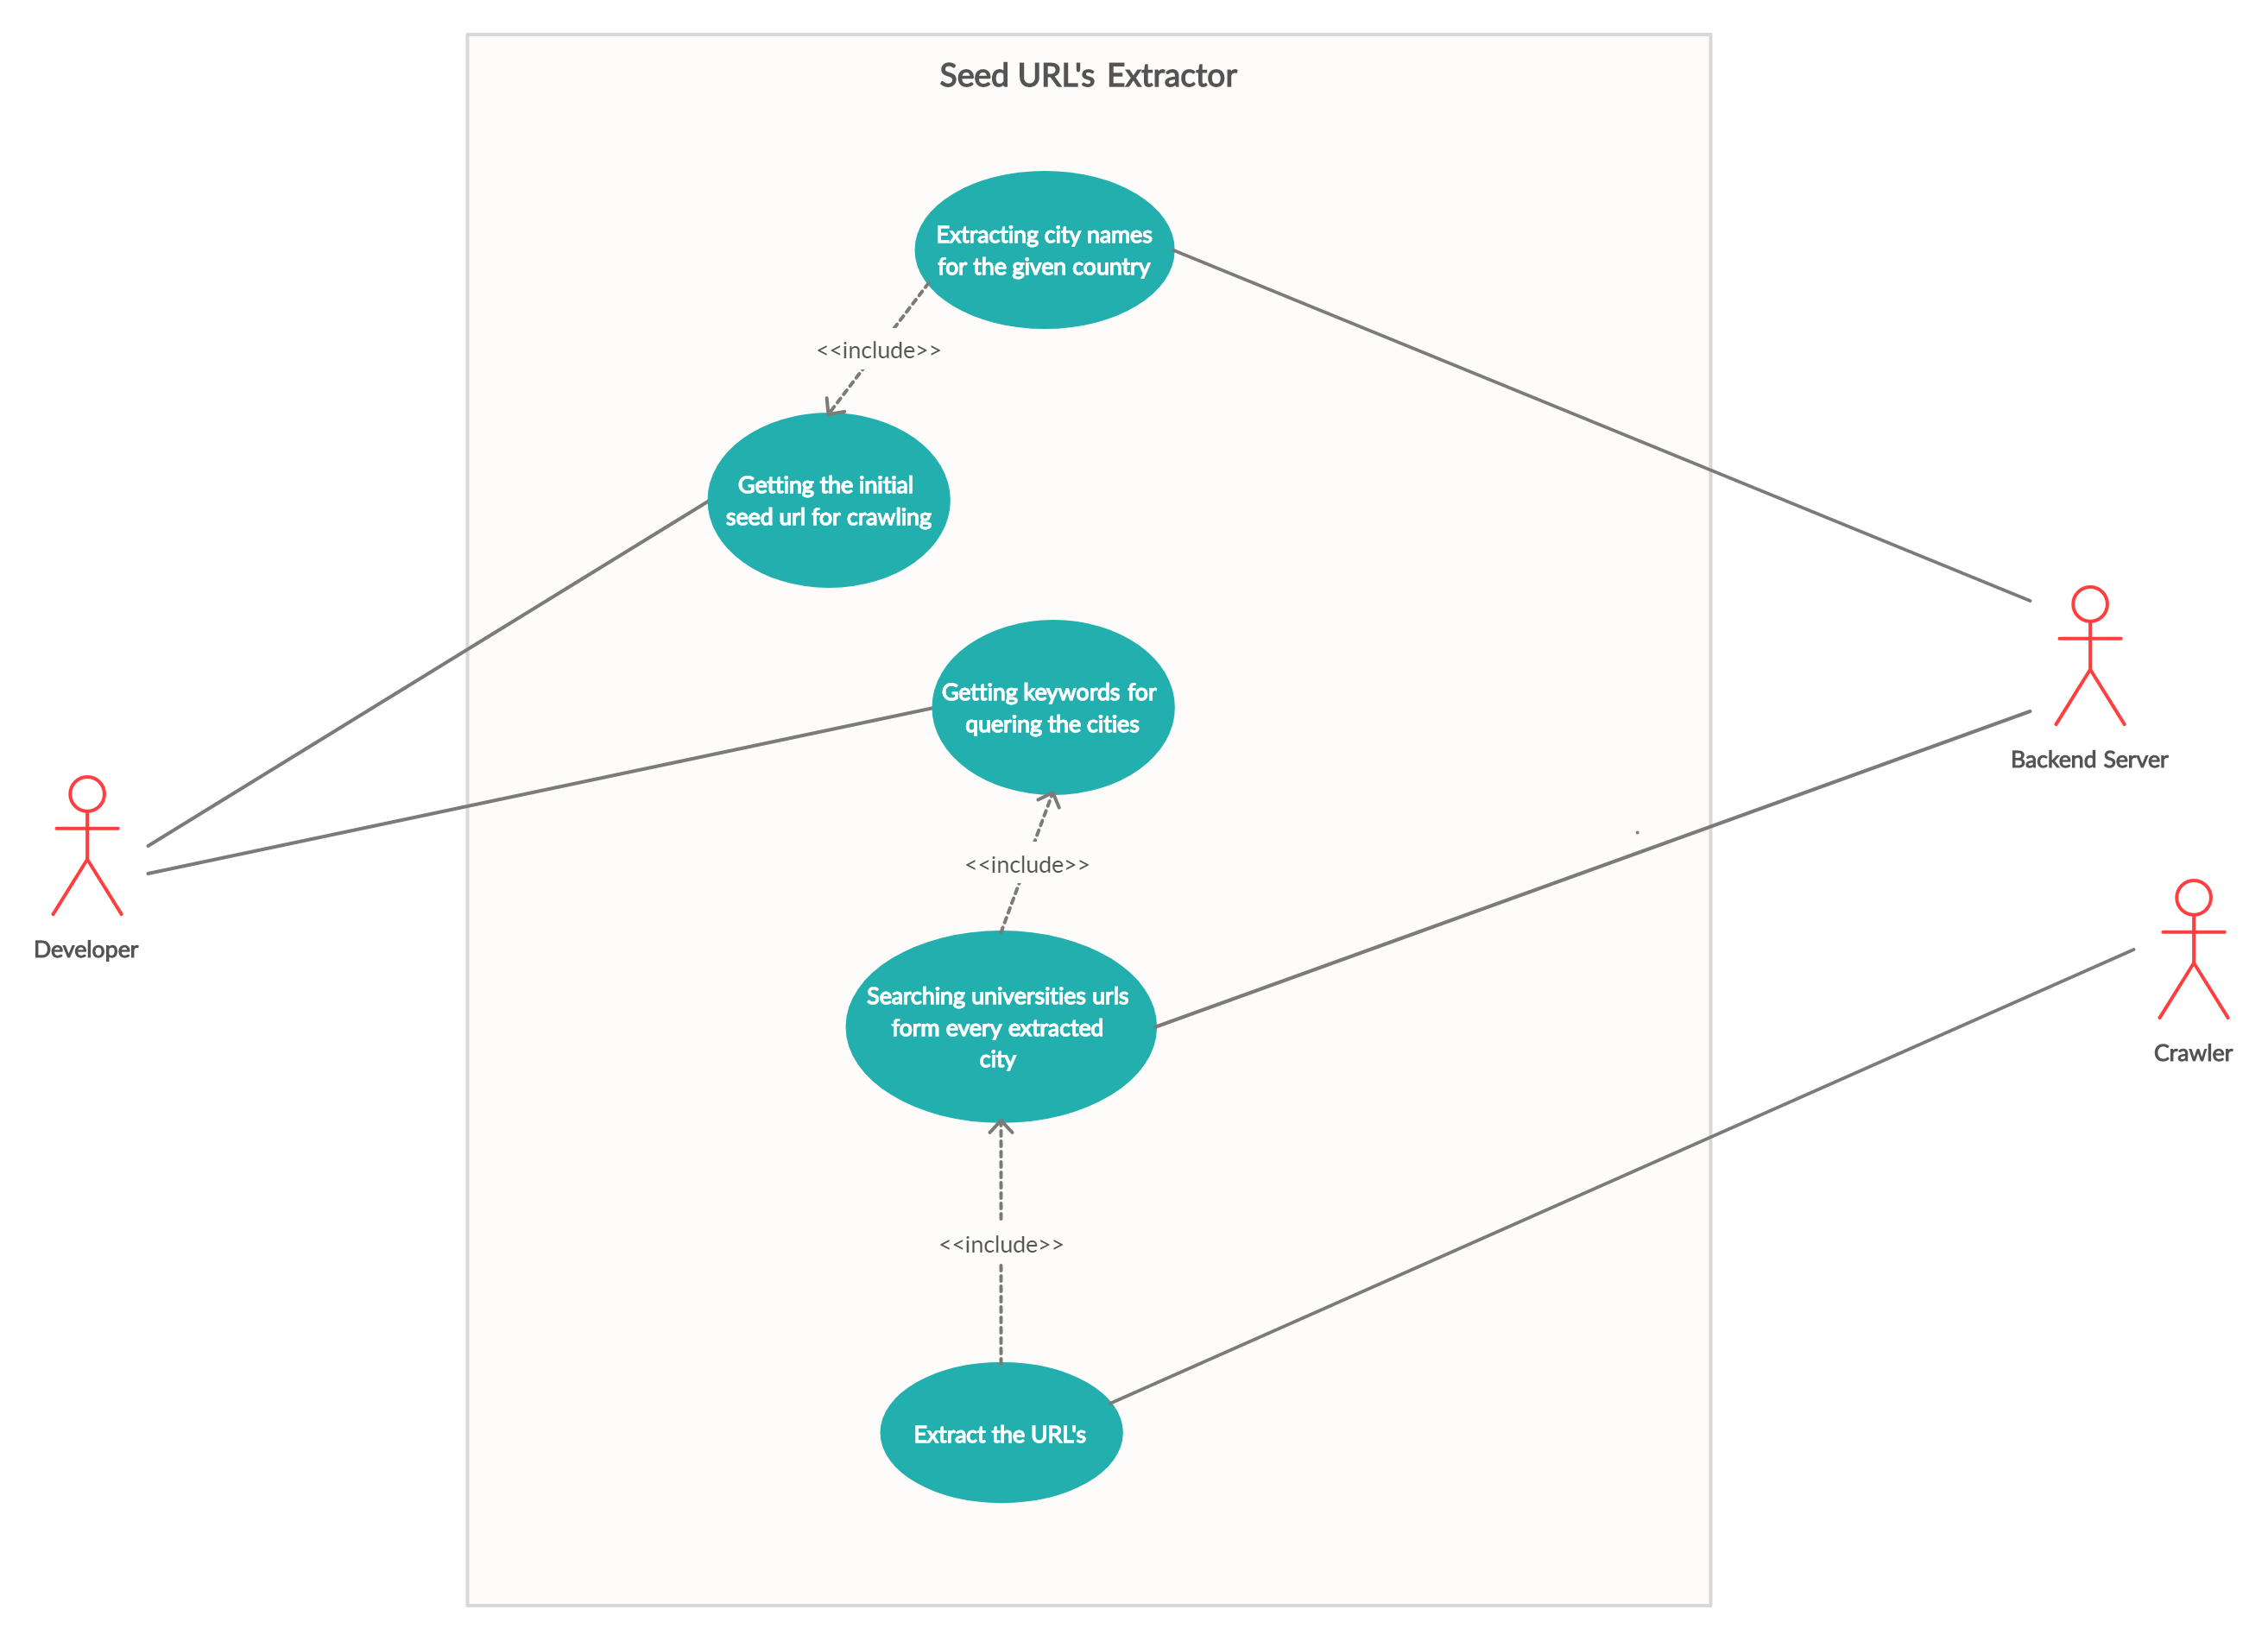 Seed URL's Extractor
Extracting city names
for the given country
<<include>>
Getting the initial
seed url for crawling
Getting keywords for
quering the cities
Backend Server
<<include>>
Developer
Searching universities urls
form every extracted
city
Crawler
<<include>>
Extract the URL's